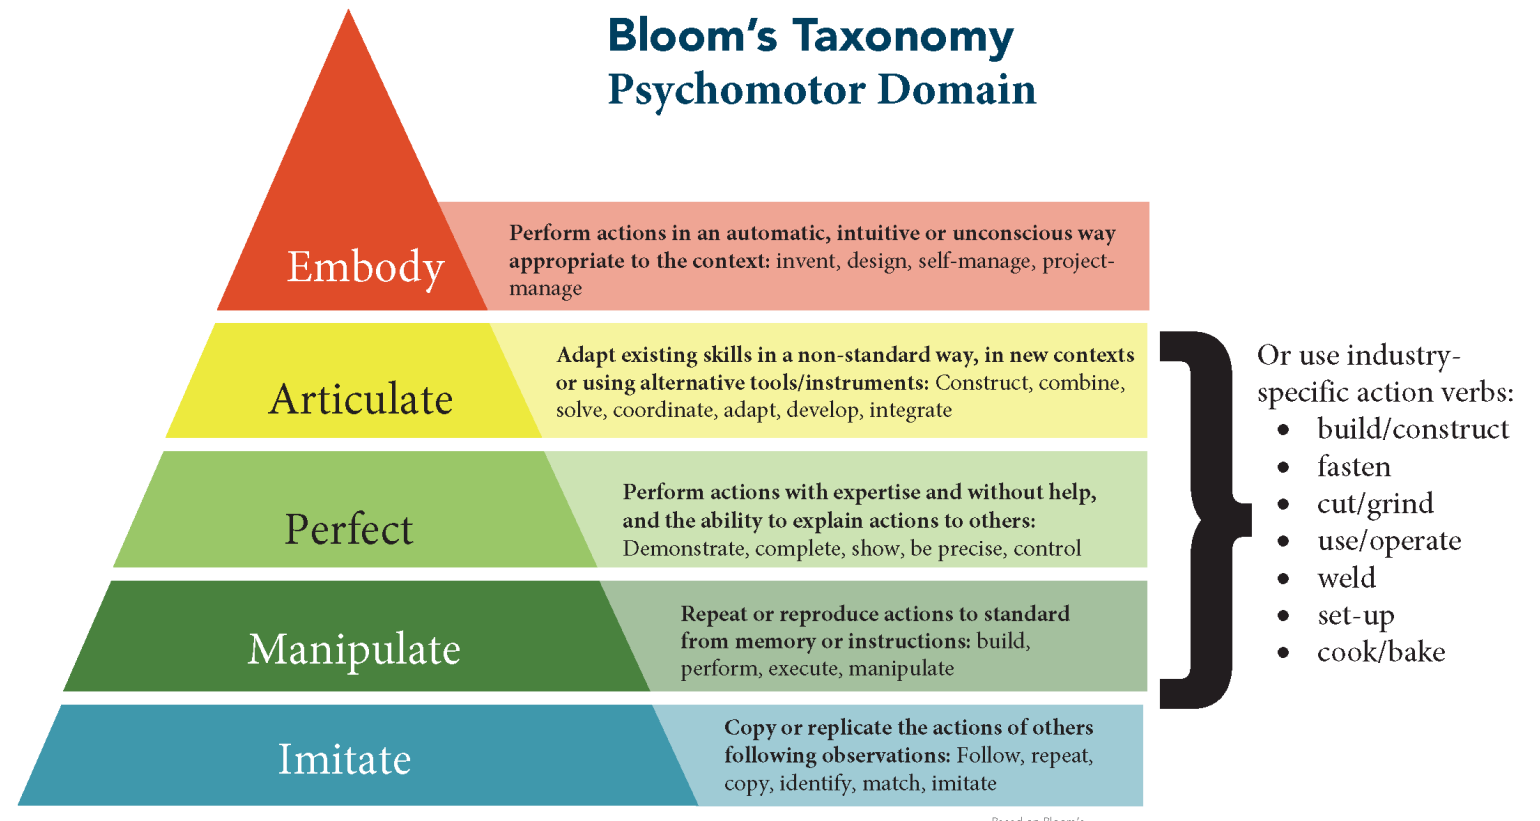 Bloom's Taxonomy
Psychomotor Domain
Embody
Perform actions in an automatic, intuitive or unconscious way
appropriate to the context: invent, design, self-manage, project-
manage
Articulate
Adapt existing skills in a non-standard way, in new contexts
or using alternative tools/instruments: Construct, combine,
solve, coordinate, adapt, develop, integrate
Perfect
Perform actions with expertise and without help,
and the ability to explain actions to others:
Demonstrate, complete, show, be precise, control
Manipulate
Repeat or reproduce actions to standard
from memory or instructions: build,
perform, execute, manipulate
Imitate
Copy or replicate the actions of others
following observations: Follow, repeat,
copy, identify, match, imitate
Or use industry-
specific action verbs:
• build/construct
• fasten
• cut/grind
• use/operate
• weld
• set-up
• cook/bake
Based on Bloom's